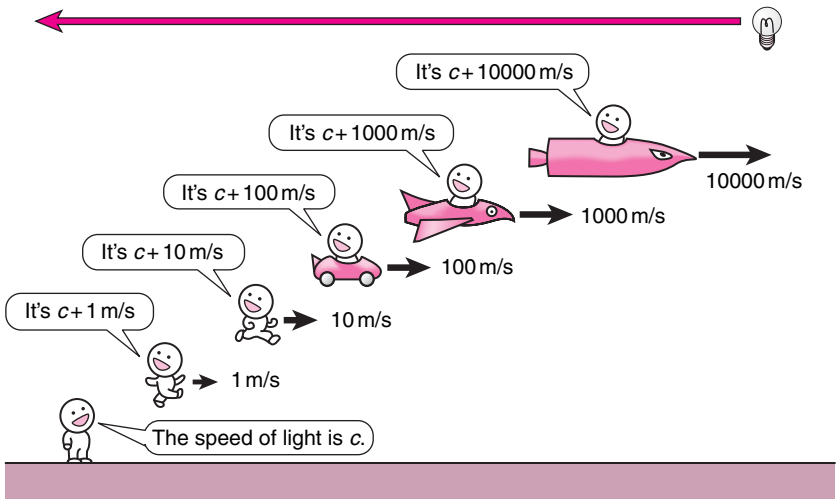 It's c + 10000 m/s
10000 m/s
It's c + 1000 m/s
1000 m/s
It's c + 100 m/s
100 m/s
It's c + 10 m/s
10 m/s
It's c + 1 m/s
1 m/s
The speed of light is c.